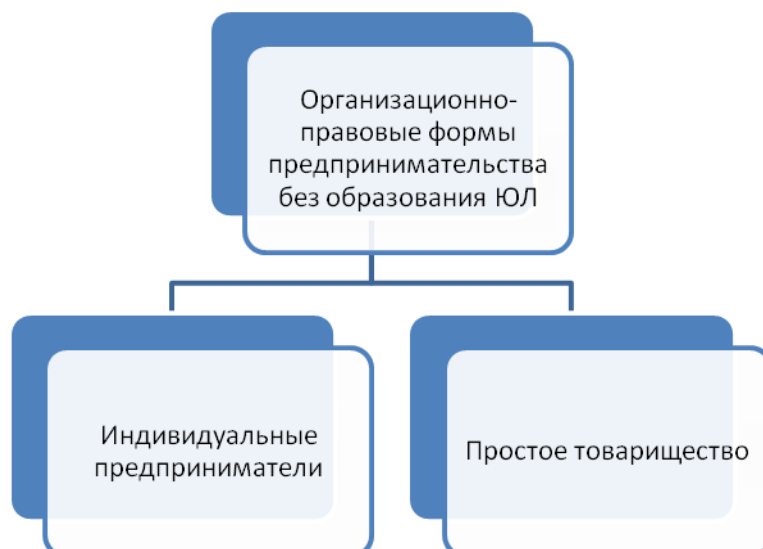 Организационно-
правовые формы
предпринимательства
без образования ЮЛ
Индивидуальные
предприниматели
Простое товарищество